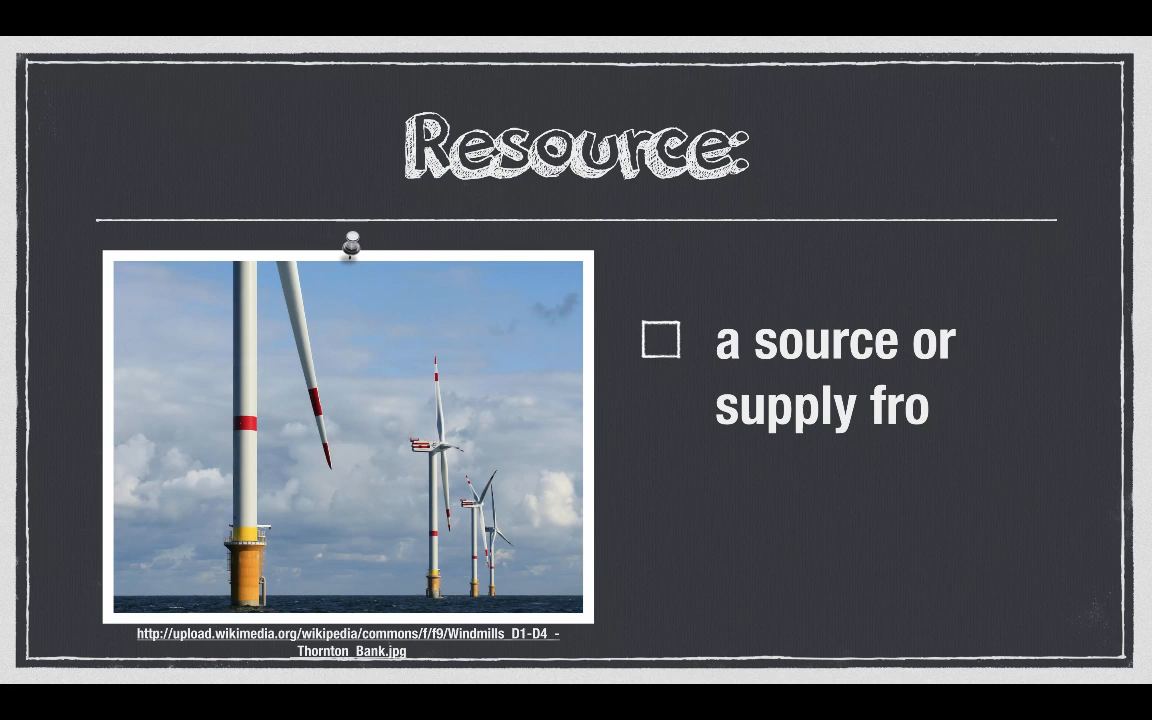 Resource:
a source or
supply fro
http://upload.wikimedia.org/wikipedia/commons/f/f9/Windmills_D1-D4_-
Thornton_Bank.jpg